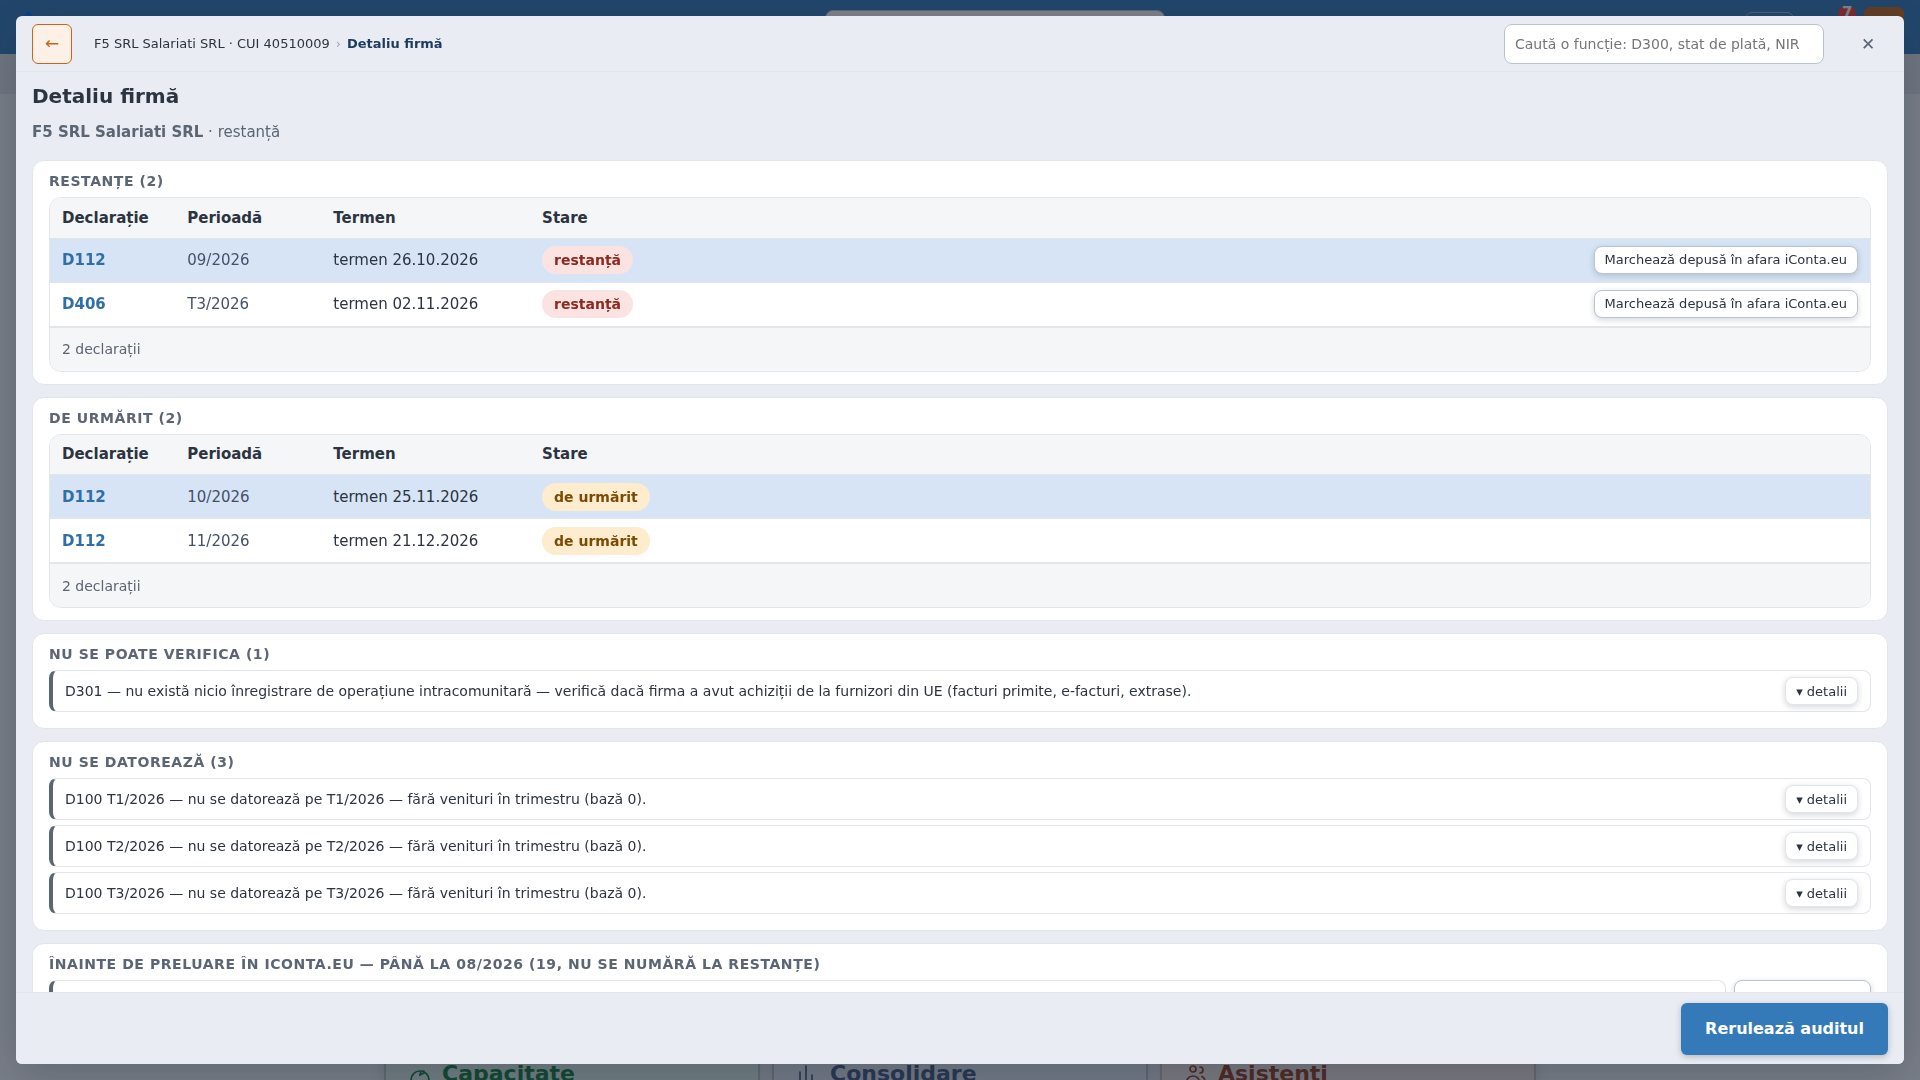 7
←
F5 SRL Salariati SRL · CUI 40510009 › Detaliu firmă
Caută o funcție: D300, stat de plată, NIR
✕
Detaliu firmă
F5 SRL Salariati SRL · restanță
RESTANȚE (2)
Declarație Perioadă Termen Stare
D112 09/2026 termen 26.10.2026 restanță Marchează depusă în afara iConta.eu
D406 T3/2026 termen 02.11.2026 restanță Marchează depusă în afara iConta.eu
2 declarații
DE URMĂRIT (2)
Declarație Perioadă Termen Stare
D112 10/2026 termen 25.11.2026 de urmărit
D112 11/2026 termen 21.12.2026 de urmărit
2 declarații
NU SE POATE VERIFICA (1)
D301 — nu există nicio înregistrare de operațiune intracomunitară — verifică dacă firma a avut achiziții de la furnizori din UE (facturi primite, e-facturi, extrase). ▾ detalii
NU SE DATOREAZĂ (3)
D100 T1/2026 — nu se datorează pe T1/2026 — fără venituri în trimestru (bază 0). ▾ detalii
D100 T2/2026 — nu se datorează pe T2/2026 — fără venituri în trimestru (bază 0). ▾ detalii
D100 T3/2026 — nu se datorează pe T3/2026 — fără venituri în trimestru (bază 0). ▾ detalii
ÎNAINTE DE PRELUARE ÎN ICONTA.EU — PÂNĂ LA 08/2026 (19, NU SE NUMĂRĂ LA RESTANȚE)
Rerulează auditul
Capacitate Consolidare Asistenți